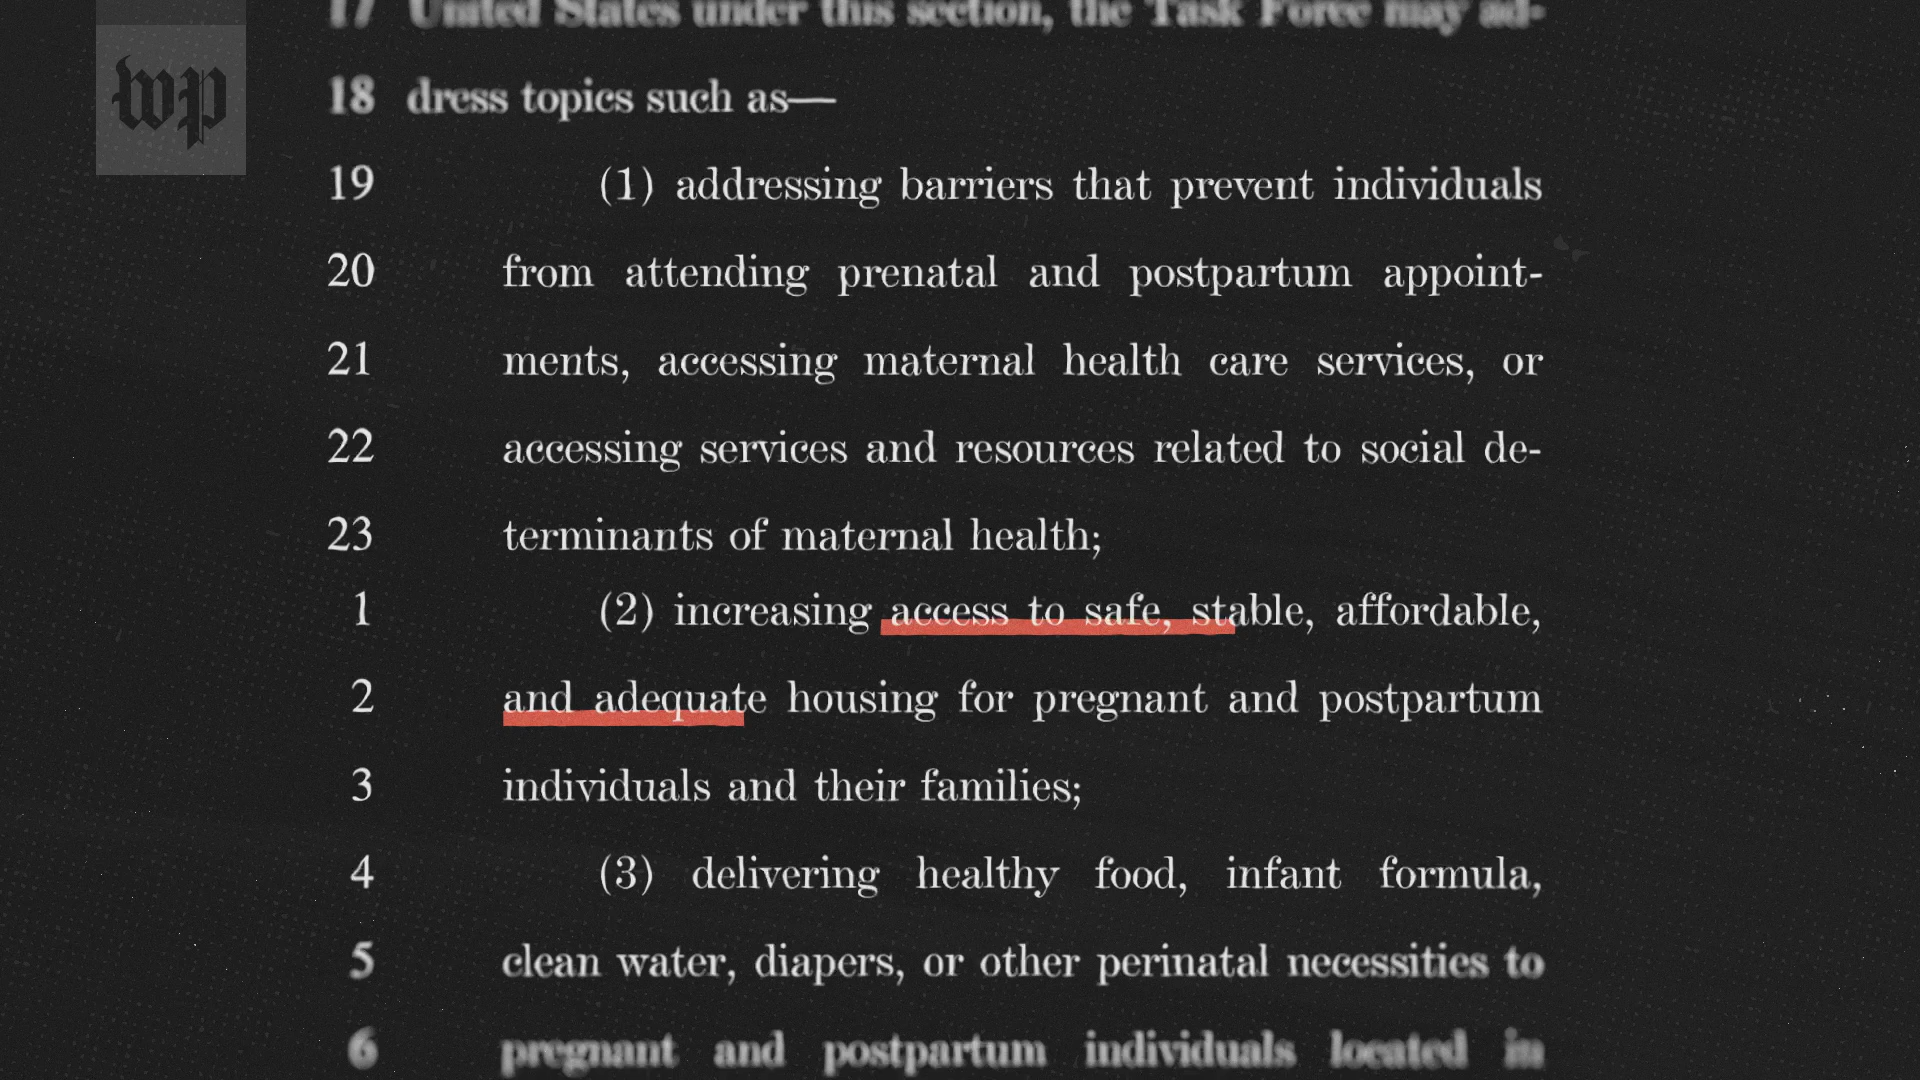 wp
17 United States under this section, the Task Force may ad-
18 dress topics such as—
19 (1) addressing barriers that prevent individuals
20 from attending prenatal and postpartum appoint-
21 ments, accessing maternal health care services, or
22 accessing services and resources related to social de-
23 terminants of maternal health;
1 (2) increasing access to safe, stable, affordable,
2 and adequate housing for pregnant and postpartum
3 individuals and their families;
4 (3) delivering healthy food, infant formula,
5 clean water, diapers, or other perinatal necessities to
6 pregnant and postpartum individuals located in